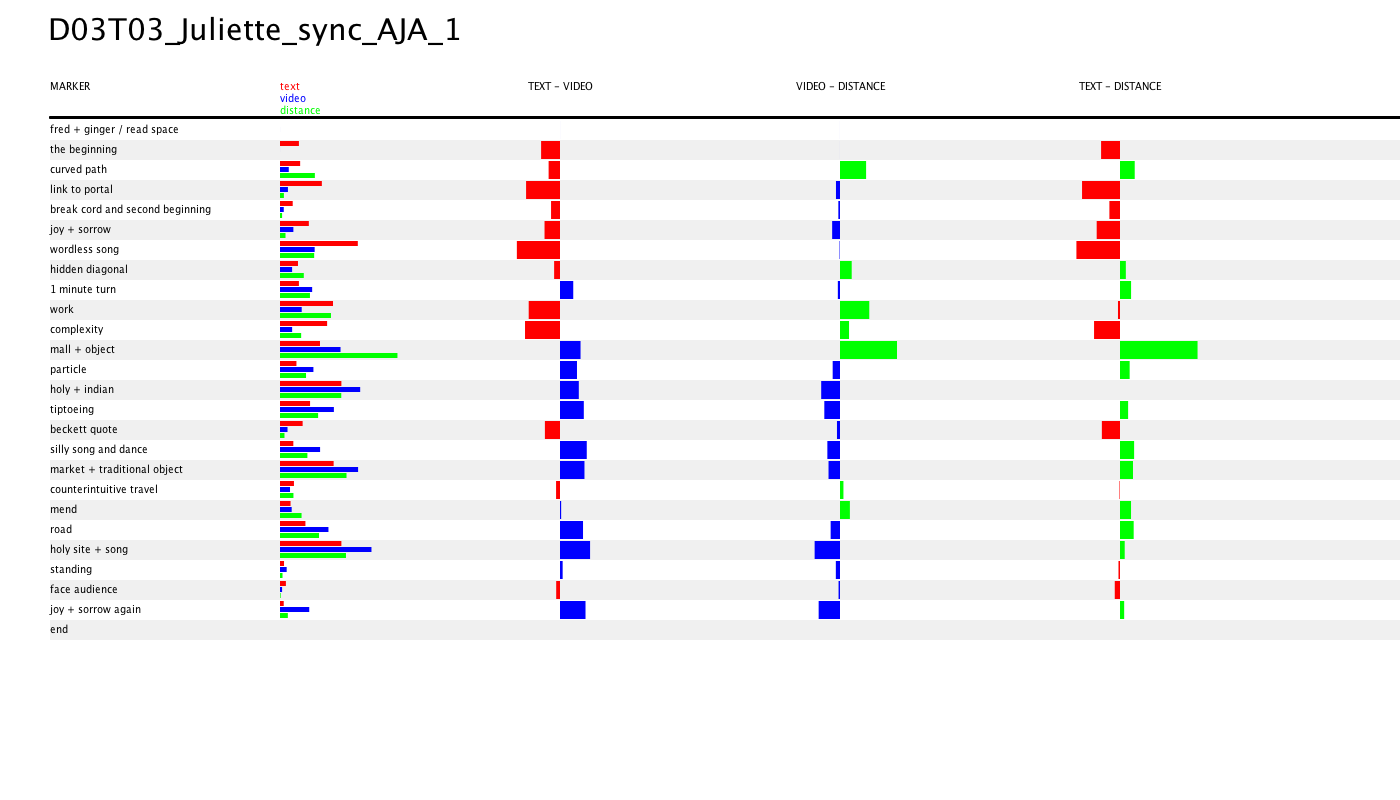 D03T03_Juliette_sync_AJA_1
MARKER text TEXT – VIDEO VIDEO – DISTANCE TEXT – DISTANCE
video
distance
fred + ginger / read space
the beginning
curved path
link to portal
break cord and second beginning
joy + sorrow
wordless song
hidden diagonal
1 minute turn
work
complexity
mall + object
particle
holy + indian
tiptoeing
beckett quote
silly song and dance
market + traditional object
counterintuitive travel
mend
road
holy site + song
standing
face audience
joy + sorrow again
end